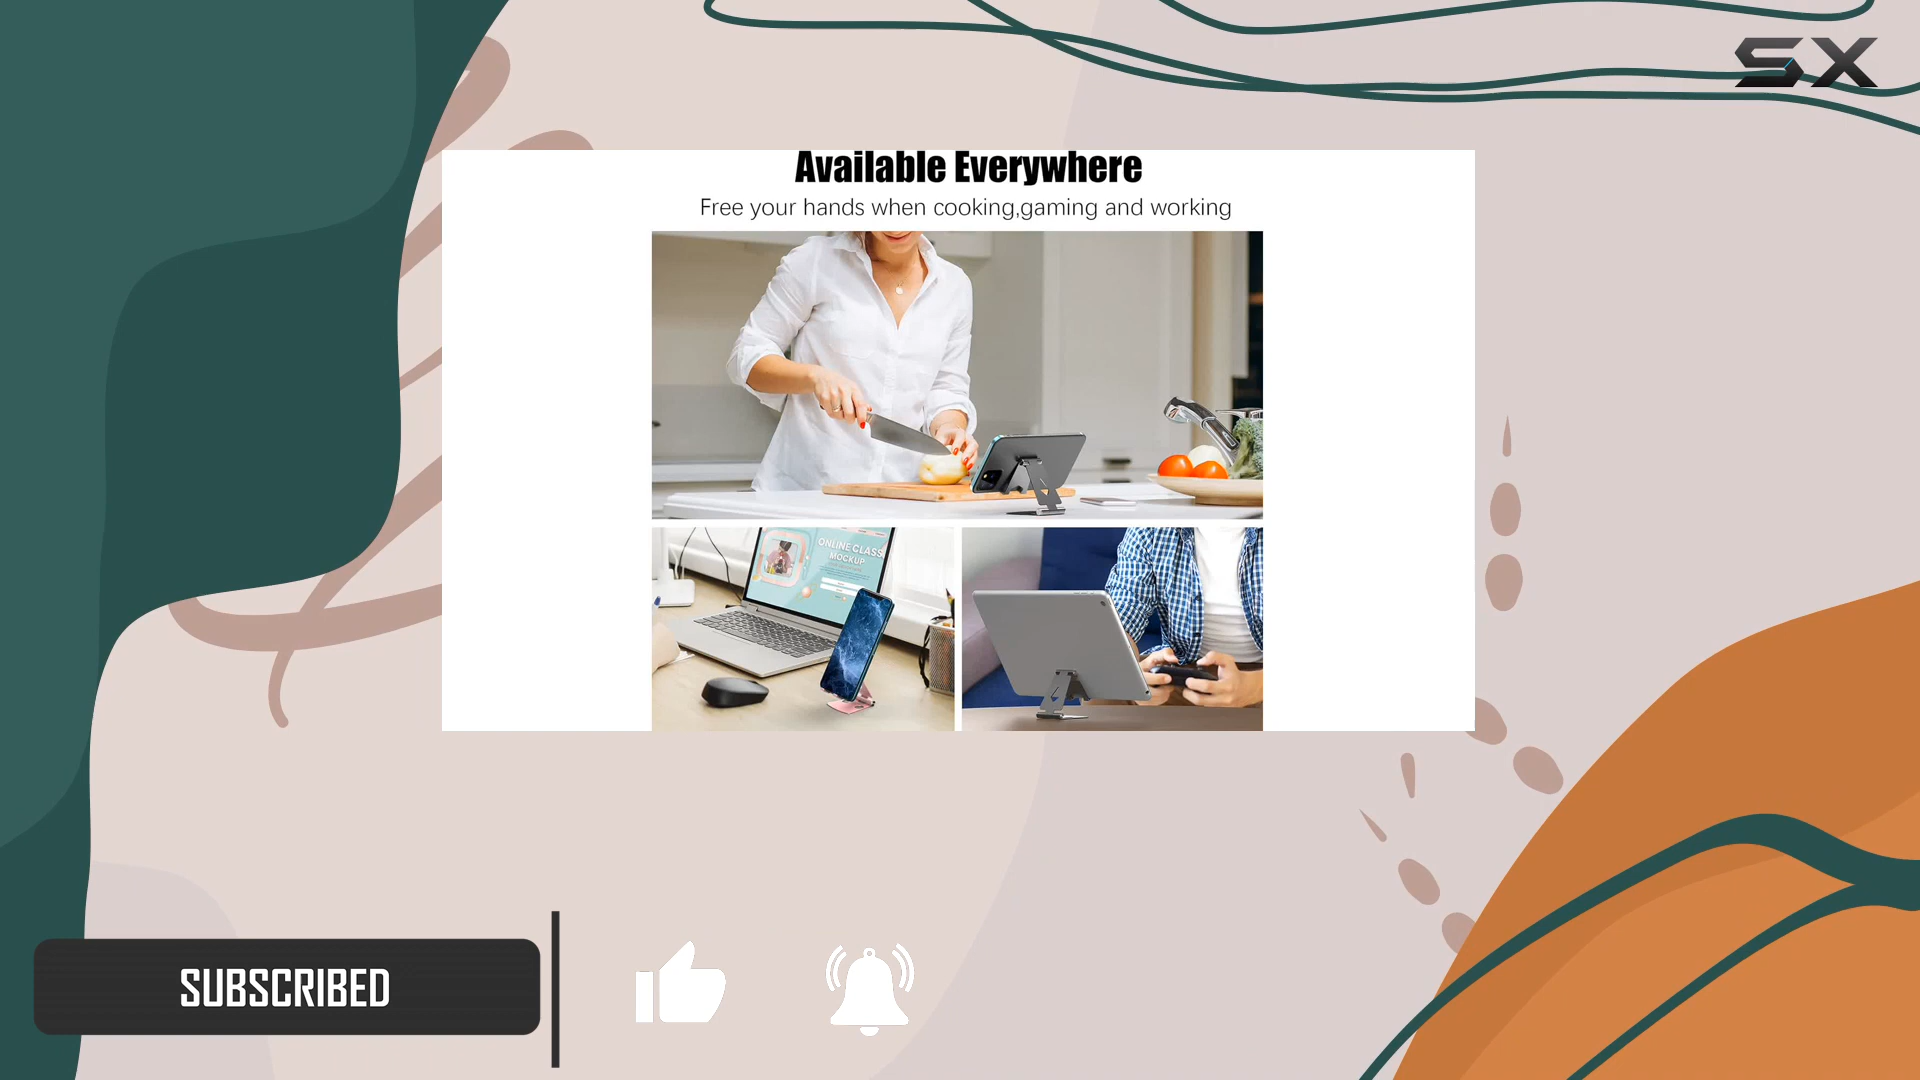 SX
Available Everywhere
Free your hands when cooking,gaming and working
ONLINE CLASS
MOCKUP
SUBSCRIBED